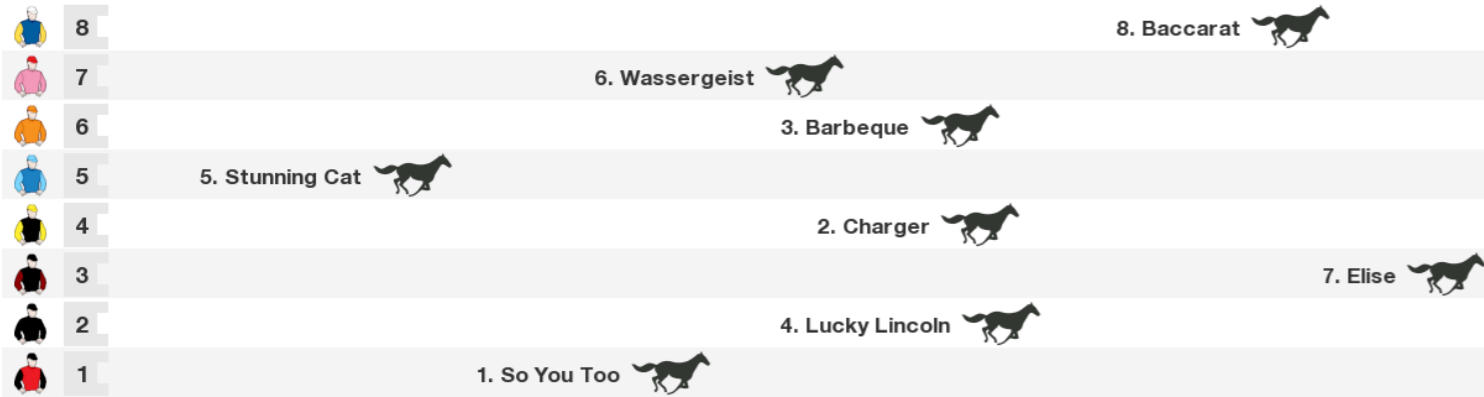 8 8. Baccarat
7 6. Wassergeist
6 3. Barbeque
5 5. Stunning Cat
4 2. Charger
3 7. Elise
2 4. Lucky Lincoln
1 1. So You Too